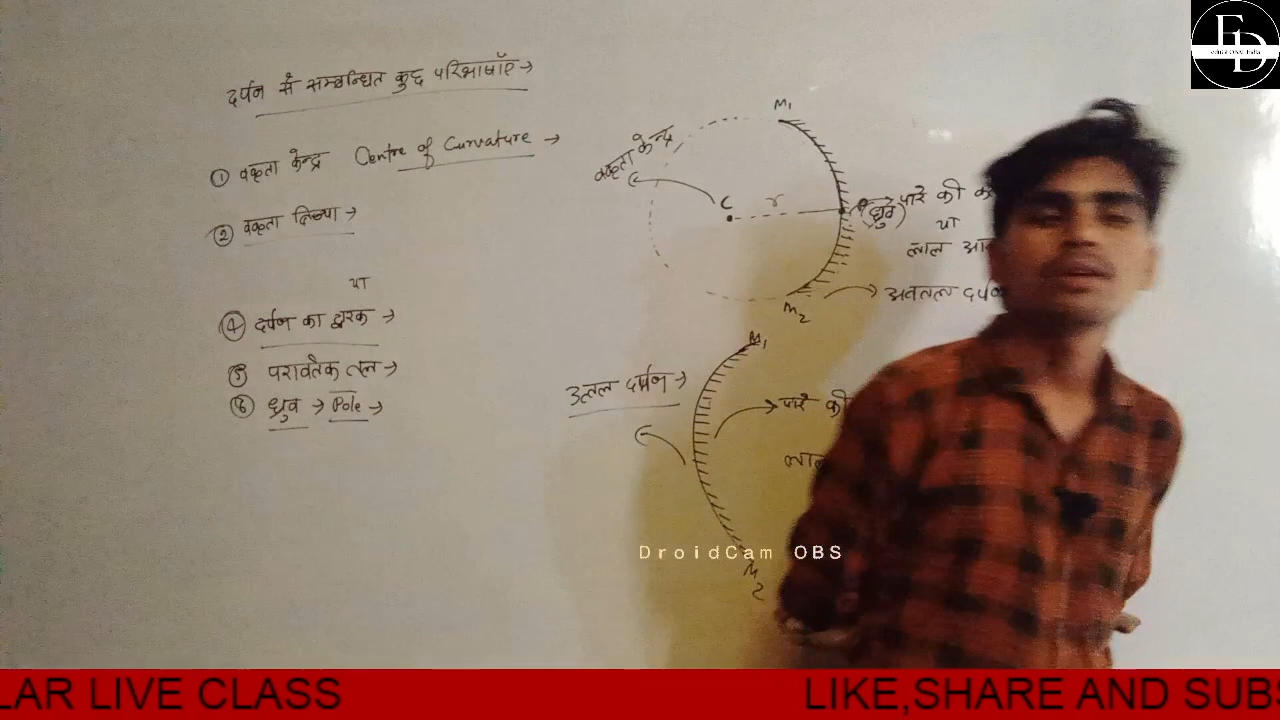 दर्पण से सम्बन्धित कुछ परिभाषाएँ →
① वक्रता केन्द्र Centre of Curvature →
② वक्रता त्रिज्या →
या
④ दर्पण का द्वारक →
⑤ परावर्तक तल →
⑥ ध्रुव → Pole →
M₁
वक्रता केन्द्र
C
r
P
(ध्रुव)
पारे की
या
लाल
अवतल दर्पण
M₂
M₁
उत्तल दर्पण →
पारे की
लाल
M₂
DroidCam OBS
LAR LIVE CLASS
LIKE,SHARE AND SUBS
ED